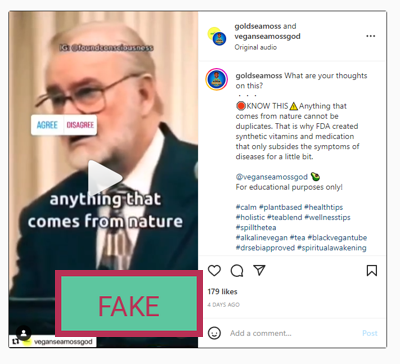 IG: @foundconsciousness
AGREE DISAGREE
anything that
comes from nature
FAKE
veganseamossgod
goldseamoss and
veganseamossgod
Original audio
goldseamoss What are your thoughts
on this?
🔴KNOW THIS⚠️Anything that
comes from nature cannot be
duplicates. That is why FDA created
synthetic vitamins and medication
that only subsides the symptoms of
diseases for a little bit.
@veganseamossgod
For educational purposes only!
#calm #plantbased #healthtips
#holistic #teablend #wellnesstips
#spillthetea
#alkalinevegan #tea #blackvegantube
#drsebiapproved #spiritualawakening
179 likes
4 DAYS AGO
Add a comment...
Post